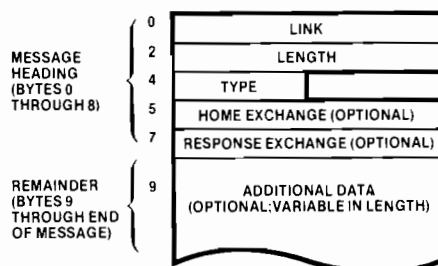 MESSAGE
HEADING
(BYTES 0
THROUGH 8)
0
LINK
2
LENGTH
4
TYPE
5
HOME EXCHANGE (OPTIONAL)
7
RESPONSE EXCHANGE (OPTIONAL)
REMAINDER
(BYTES 9
THROUGH END
OF MESSAGE)
9
ADDITIONAL DATA
(OPTIONAL; VARIABLE IN LENGTH)